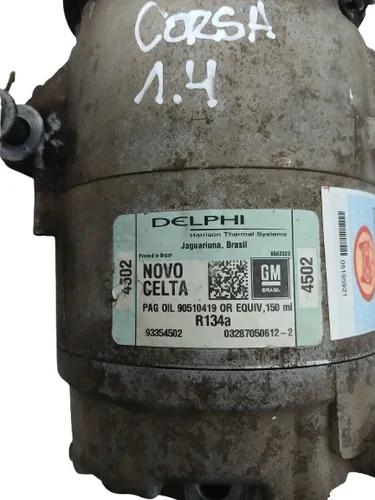 CORSA
1.4
DELPHI
Harrison Thermal Systems
Jaguariuna, Brasil
Printed in Brazil
4502
NOVO
CELTA
GM
BRASIL
4502
PAG OIL 90510419 OR EQUIV, 150 ml
R134a
93354502 03287050612-2
05195921